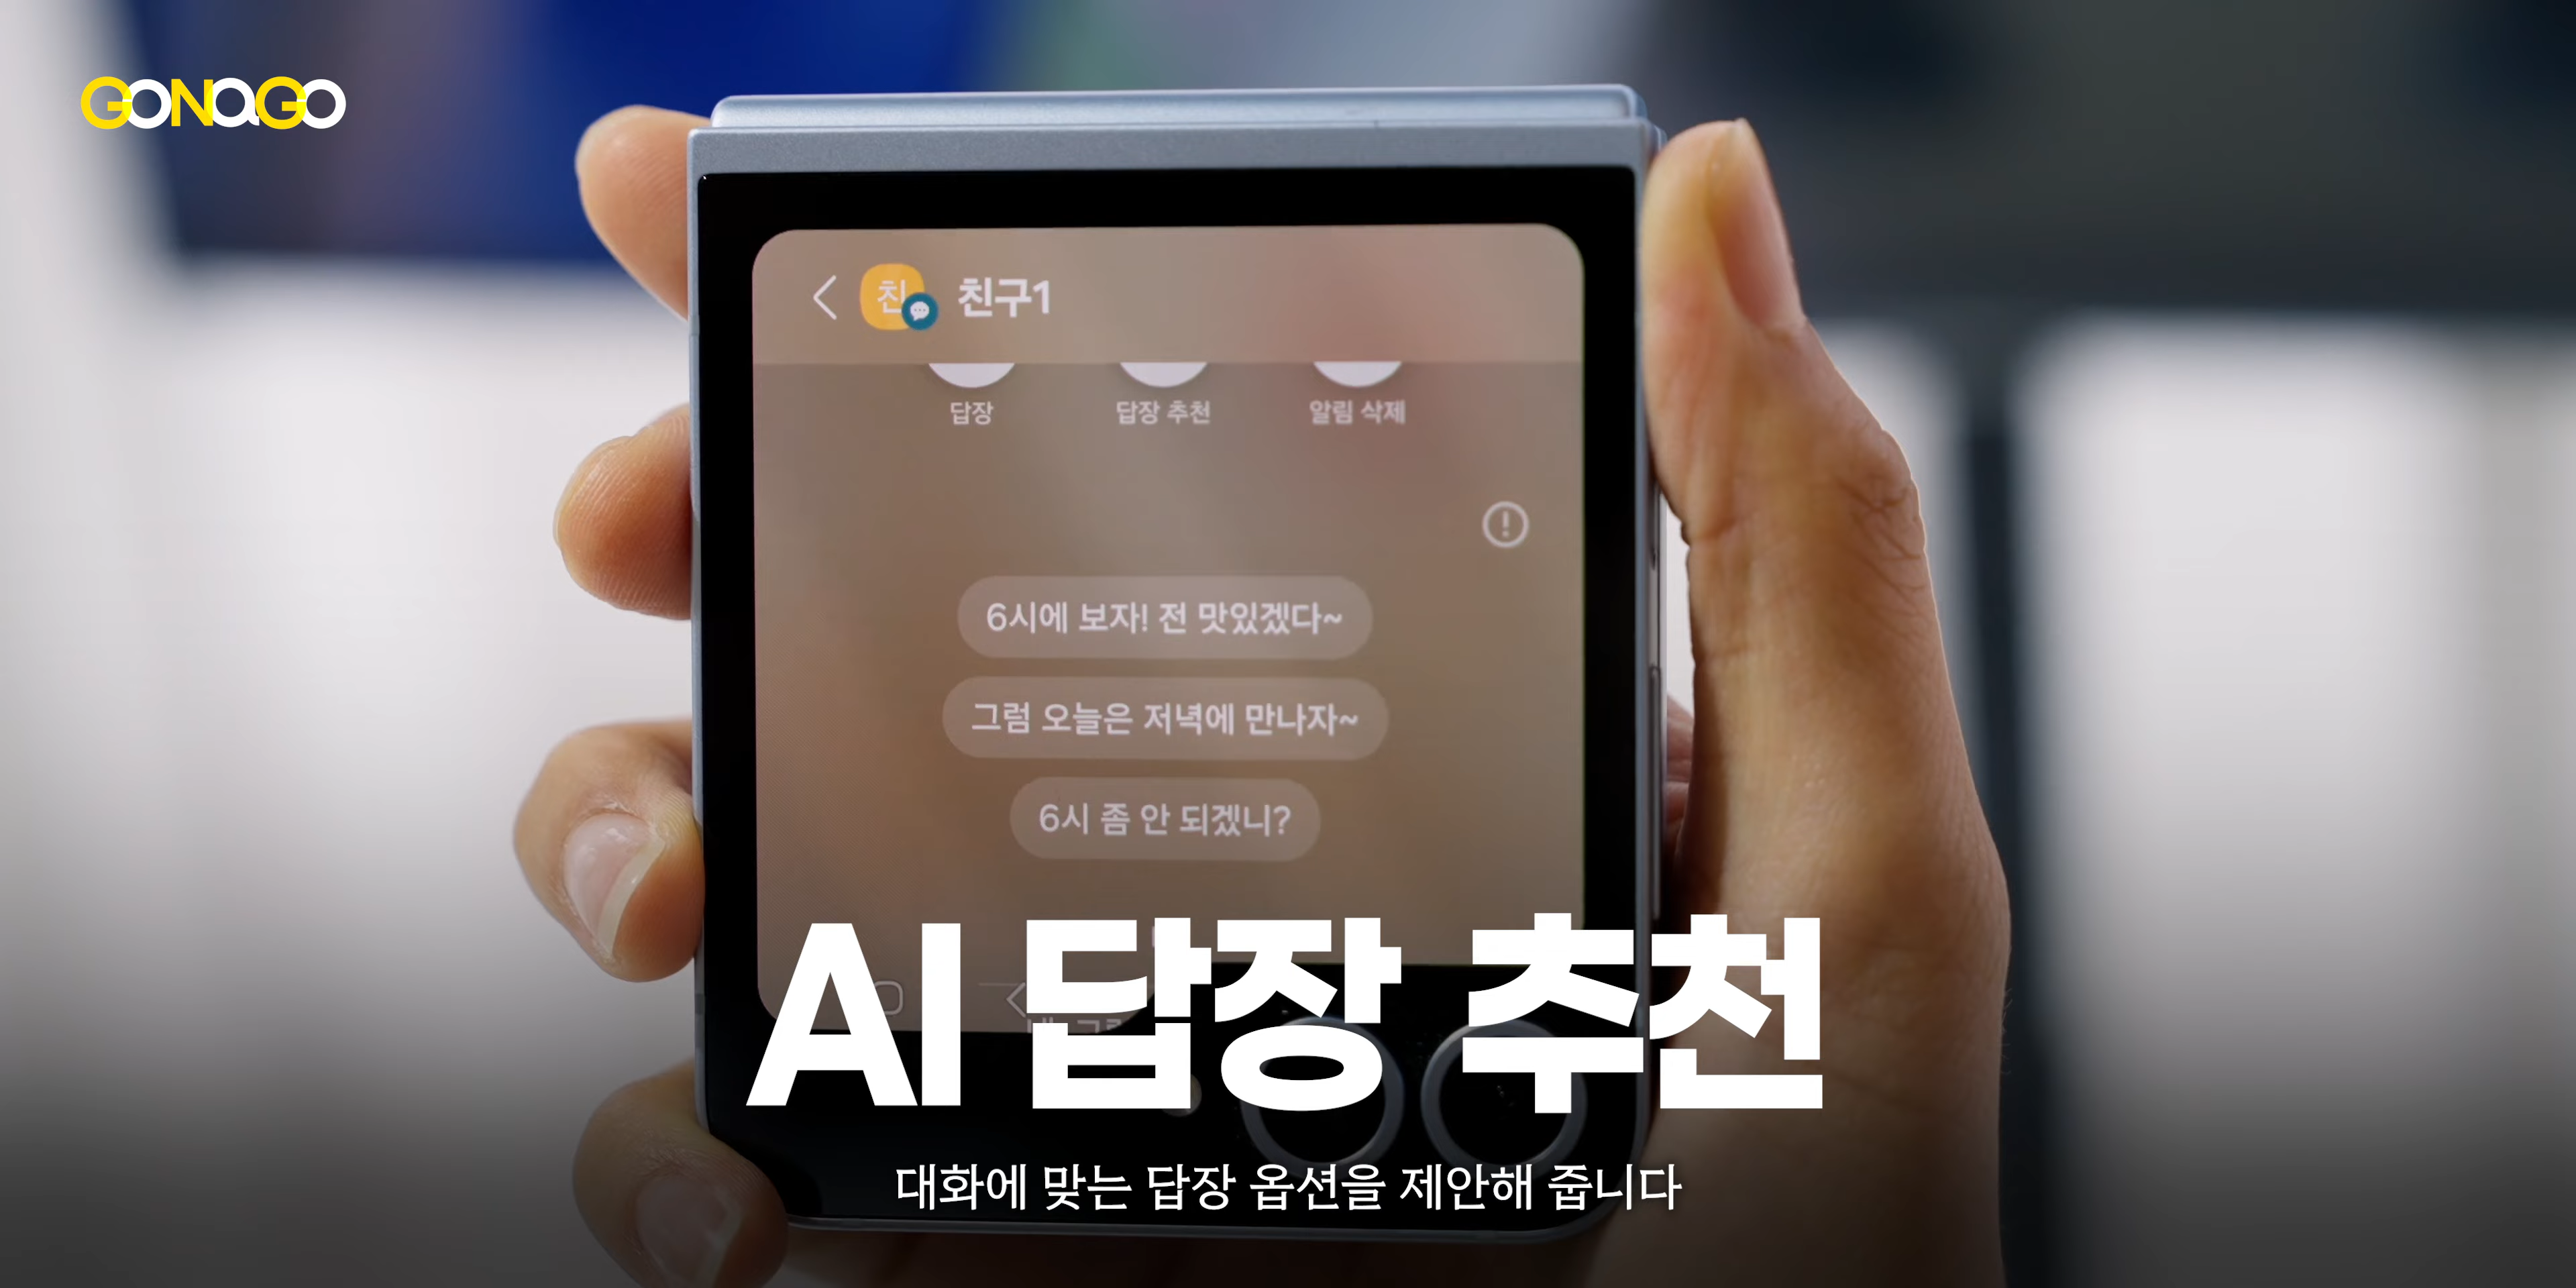 GONaGO
친 친구1
답장 답장 추천 알림 삭제
6시에 보자! 전 맛있겠다~
그럼 오늘은 저녁에 만나자~
6시 좀 안 되겠니?
AI 답장 추천
대화에 맞는 답장 옵션을 제안해 줍니다